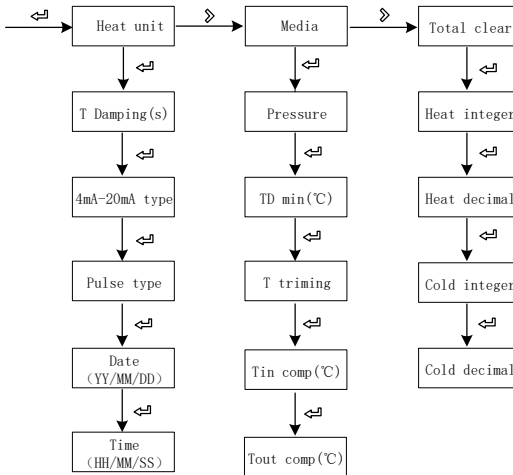 Heat unit
Media
Total clear
T Damping(s)
Pressure
Heat integer
4mA-20mA type
TD min(℃)
Heat decimal
Pulse type
T triming
Cold integer
Date
(YY/MM/DD)
Tin comp(℃)
Cold decimal
Time
(HH/MM/SS)
Tout comp(℃)